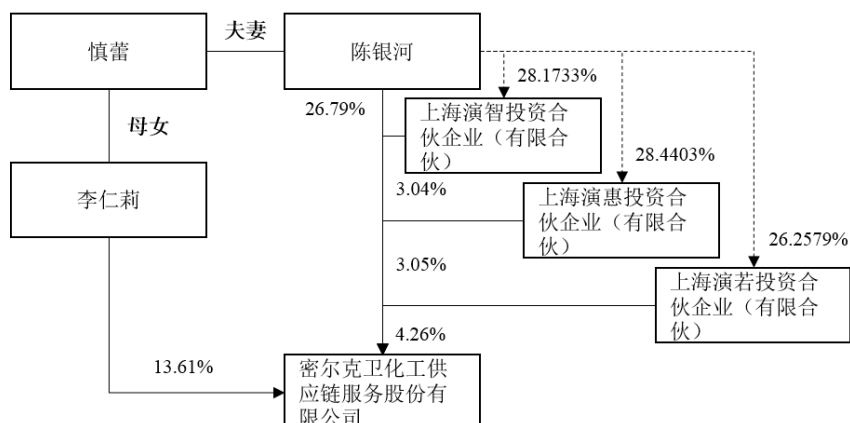 慎蕾
夫妻
陈银河
28.1733%
26.79%
上海演智投资合
伙企业（有限合
伙）
母女
28.4403%
李仁莉
3.04%
上海演惠投资合
伙企业（有限合
伙）
26.2579%
3.05%
上海演若投资合
伙企业（有限合
伙）
4.26%
13.61%
密尔克卫化工供
应链服务股份有
限公司